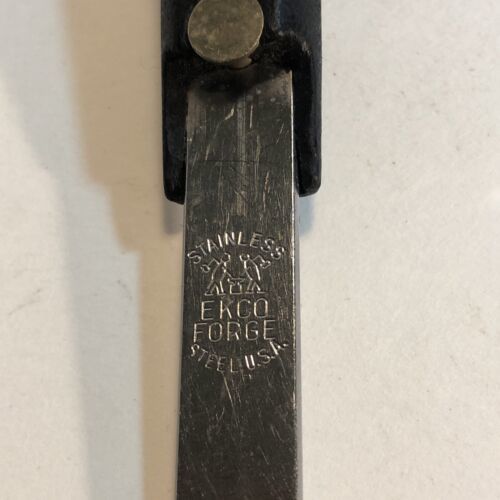 STAINLESS
EKCO
FORGE
STEEL U.S.A.